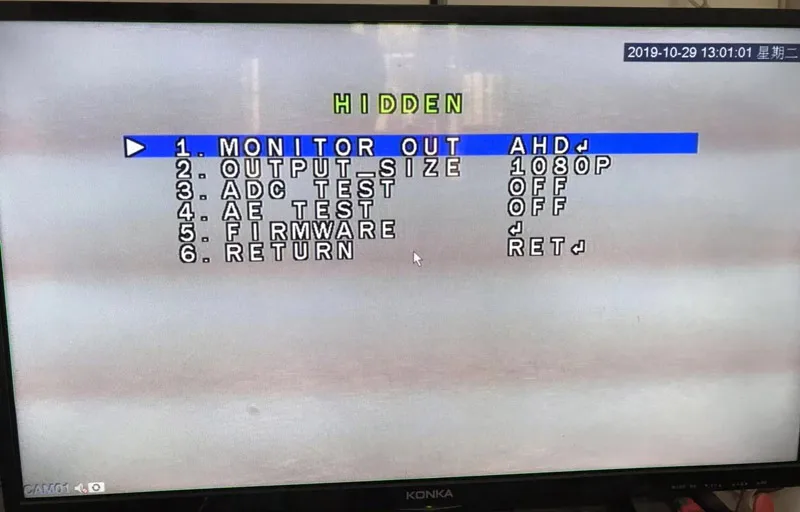 2019-10-29 13:01:01 星期二
HIDDEN
1. MONITOR OUT AHD↲
2. OUTPUT_SIZE 1080P
3. ADC TEST OFF
4. AE TEST OFF
5. FIRMWARE ↲
6. RETURN RET↲
CAM01
KONKA